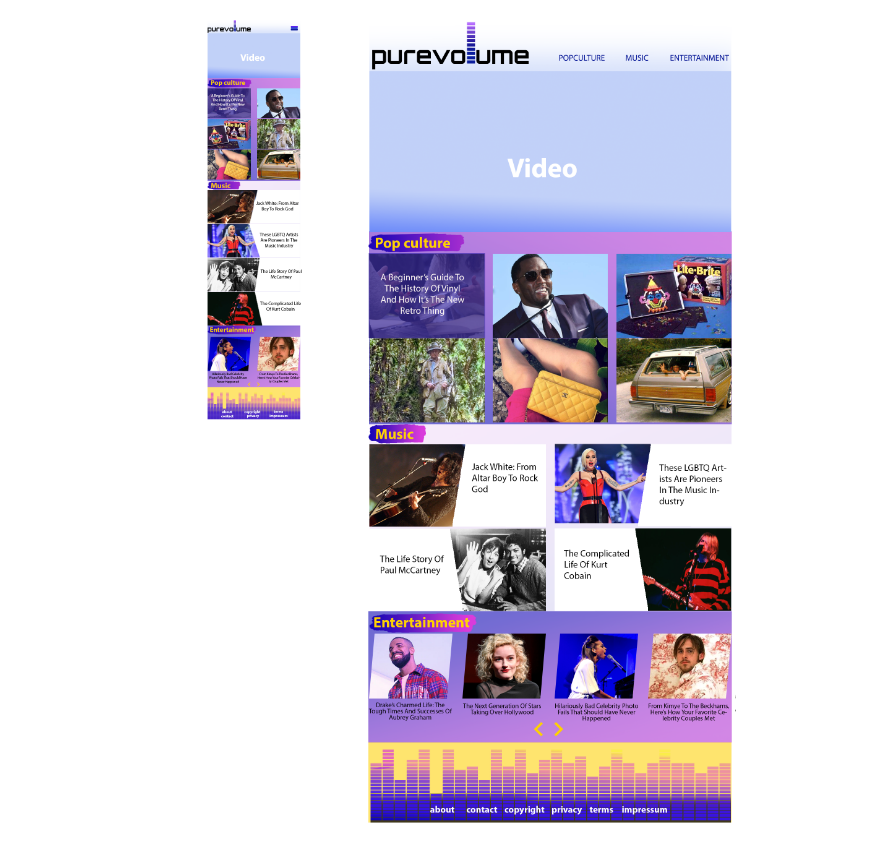 purevolume
Video
Pop culture
A Beginner's Guide To
The History Of Vinyl
And How It's The New
Retro Thing
Music
Jack White: From Altar
Boy To Rock God
These LGBTQ Artists
Are Pioneers In The
Music Industry
The Life Story Of Paul
McCartney
The Complicated Life
Of Kurt Cobain
Entertainment
about copyright terms
contact privacy impressum
purevolume
POPCULTURE MUSIC ENTERTAINMENT
Video
Pop culture
A Beginner's Guide To
The History Of Vinyl
And How It's The New
Retro Thing
Lite-Brite
Music
Jack White: From
Altar Boy To Rock
God
These LGBTQ Art-
ists Are Pioneers
In The Music In-
dustry
The Life Story Of
Paul McCartney
The Complicated
Life Of Kurt
Cobain
Entertainment
Drake's Charmed Life: The
Tough Times And Successes Of
Aubrey Graham
The Next Generation Of Stars
Taking Over Hollywood
Hilariously Bad Celebrity Photo
Fails That Should Have Never
Happened
From Kimye To The Beckhams,
Here's How Your Favorite Ce-
lebrity Couples Met
about contact copyright privacy terms impressum